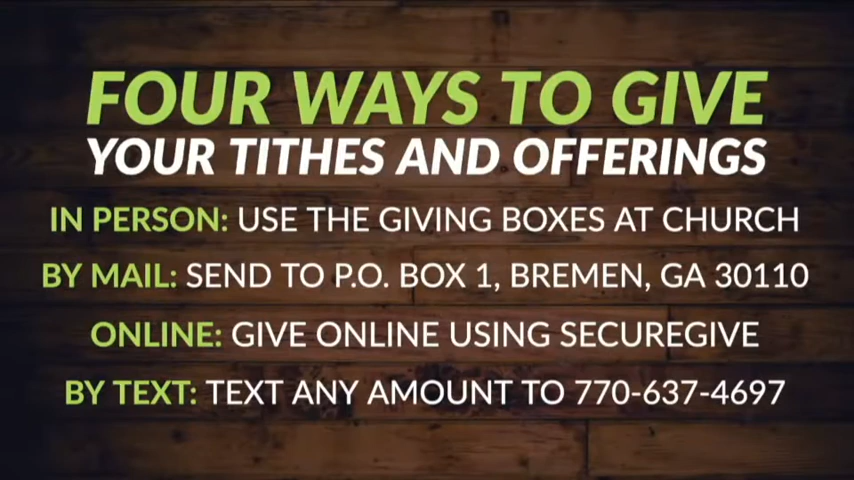 FOUR WAYS TO GIVE
YOUR TITHES AND OFFERINGS
IN PERSON: USE THE GIVING BOXES AT CHURCH
BY MAIL: SEND TO P.O. BOX 1, BREMEN, GA 30110
ONLINE: GIVE ONLINE USING SECUREGIVE
BY TEXT: TEXT ANY AMOUNT TO 770-637-4697